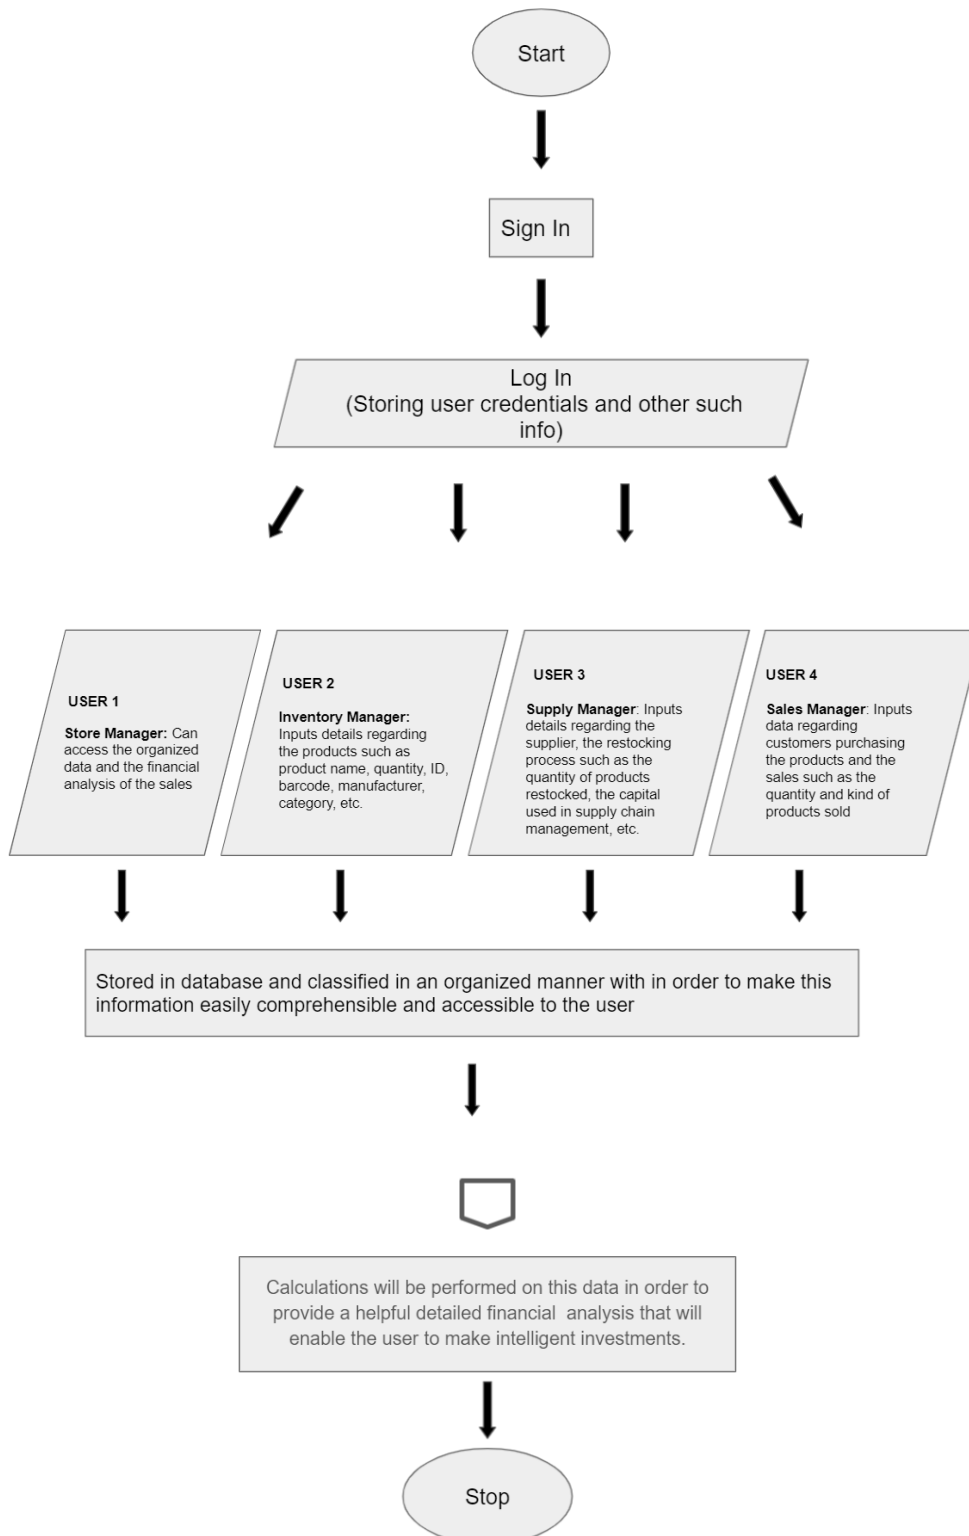 Start
Sign In
Log In
(Storing user credentials and other such
info)
USER 1
Store Manager: Can
access the organized
data and the financial
analysis of the sales
USER 2
Inventory Manager:
Inputs details regarding
the products such as
product name, quantity, ID,
barcode, manufacturer,
category, etc.
USER 3
Supply Manager: Inputs
details regarding the
supplier, the restocking
process such as the
quantity of products
restocked, the capital
used in supply chain
management, etc.
USER 4
Sales Manager: Inputs
data regarding
customers purchasing
the products and the
sales such as the
quantity and kind of
products sold
Stored in database and classified in an organized manner with in order to make this
information easily comprehensible and accessible to the user
Calculations will be performed on this data in order to
provide a helpful detailed financial analysis that will
enable the user to make intelligent investments.
Stop